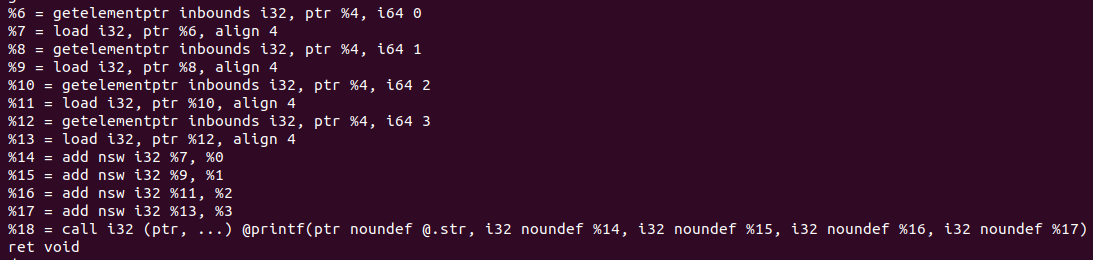 %6 = getelementptr inbounds i32, ptr %4, i64 0
%7 = load i32, ptr %6, align 4
%8 = getelementptr inbounds i32, ptr %4, i64 1
%9 = load i32, ptr %8, align 4
%10 = getelementptr inbounds i32, ptr %4, i64 2
%11 = load i32, ptr %10, align 4
%12 = getelementptr inbounds i32, ptr %4, i64 3
%13 = load i32, ptr %12, align 4
%14 = add nsw i32 %7, %0
%15 = add nsw i32 %9, %1
%16 = add nsw i32 %11, %2
%17 = add nsw i32 %13, %3
%18 = call i32 (ptr, ...) @printf(ptr noundef @.str, i32 noundef %14, i32 noundef %15, i32 noundef %16, i32 noundef %17)
ret void